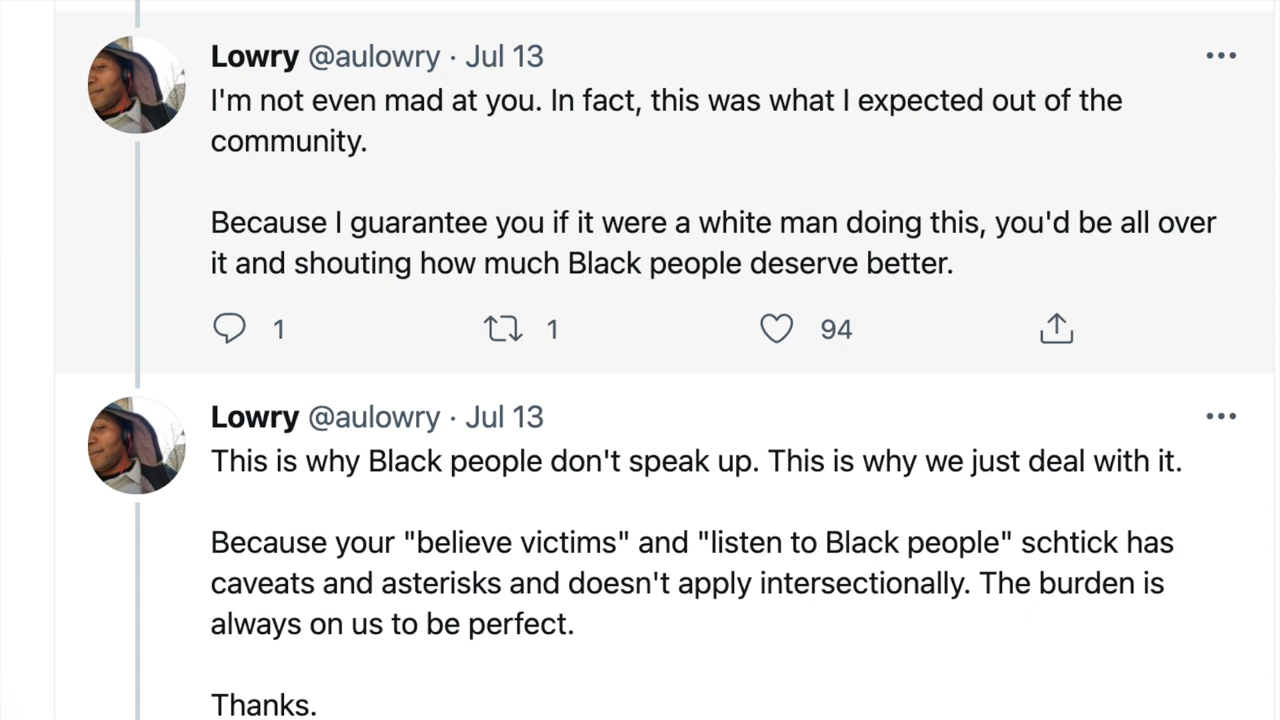 Lowry @aulowry · Jul 13
I'm not even mad at you. In fact, this was what I expected out of the
community.
Because I guarantee you if it were a white man doing this, you'd be all over
it and shouting how much Black people deserve better.
1 1 94
Lowry @aulowry · Jul 13
This is why Black people don't speak up. This is why we just deal with it.
Because your "believe victims" and "listen to Black people" schtick has
caveats and asterisks and doesn't apply intersectionally. The burden is
always on us to be perfect.
Thanks.